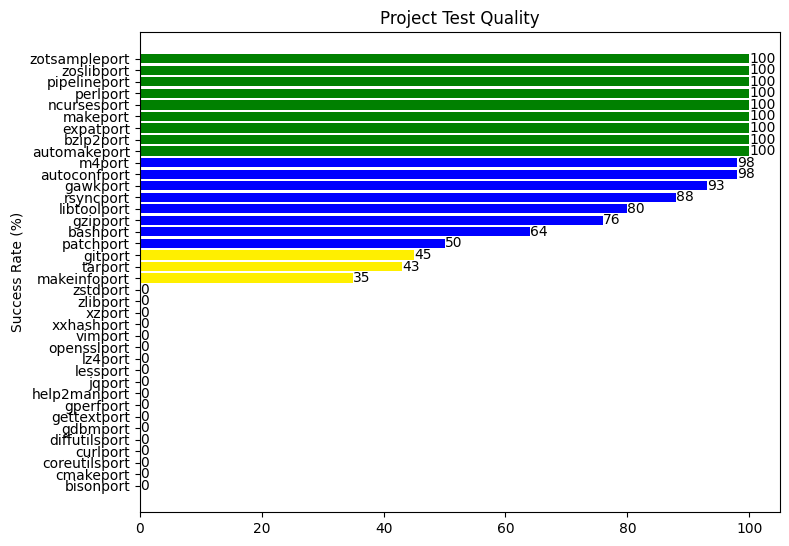 Project Test Quality
Success Rate (%)
zotsampleport 100
zoslibport 100
pipelineport 100
perlport 100
ncursesport 100
makeport 100
expatport 100
bzip2port 100
automakeport 100
m4port 98
autoconfport 98
gawkport 93
rsyncport 88
libtoolport 80
gzipport 76
bashport 64
patchport 50
gitport 45
tarport 43
makeinfoport 35
zstdport 0
zlibport 0
xzport 0
xxhashport 0
vimport 0
opensslport 0
lz4port 0
lessport 0
jqport 0
help2manport 0
gperfport 0
gettextport 0
gdbmport 0
diffutilsport 0
curlport 0
coreutilsport 0
cmakeport 0
bisonport 0
0 20 40 60 80 100